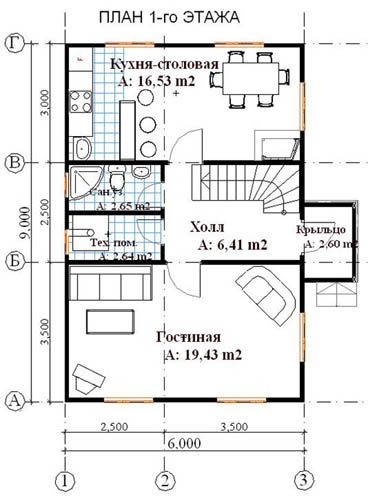 ПЛАН 1-го ЭТАЖА
Г
Кухня-столовая
А: 16,53 m2
F
3,000
В
Сан.уз.
А: 2,65 m2
2,500
9,000
Холл
А: 6,41 m2
Крыльцо
А: 2,60 m2
Тех. пом.
А: 2,64 m2
Б
3,500
Гостиная
А: 19,43 m2
А
2,500
3,500
6,000
1
2
3